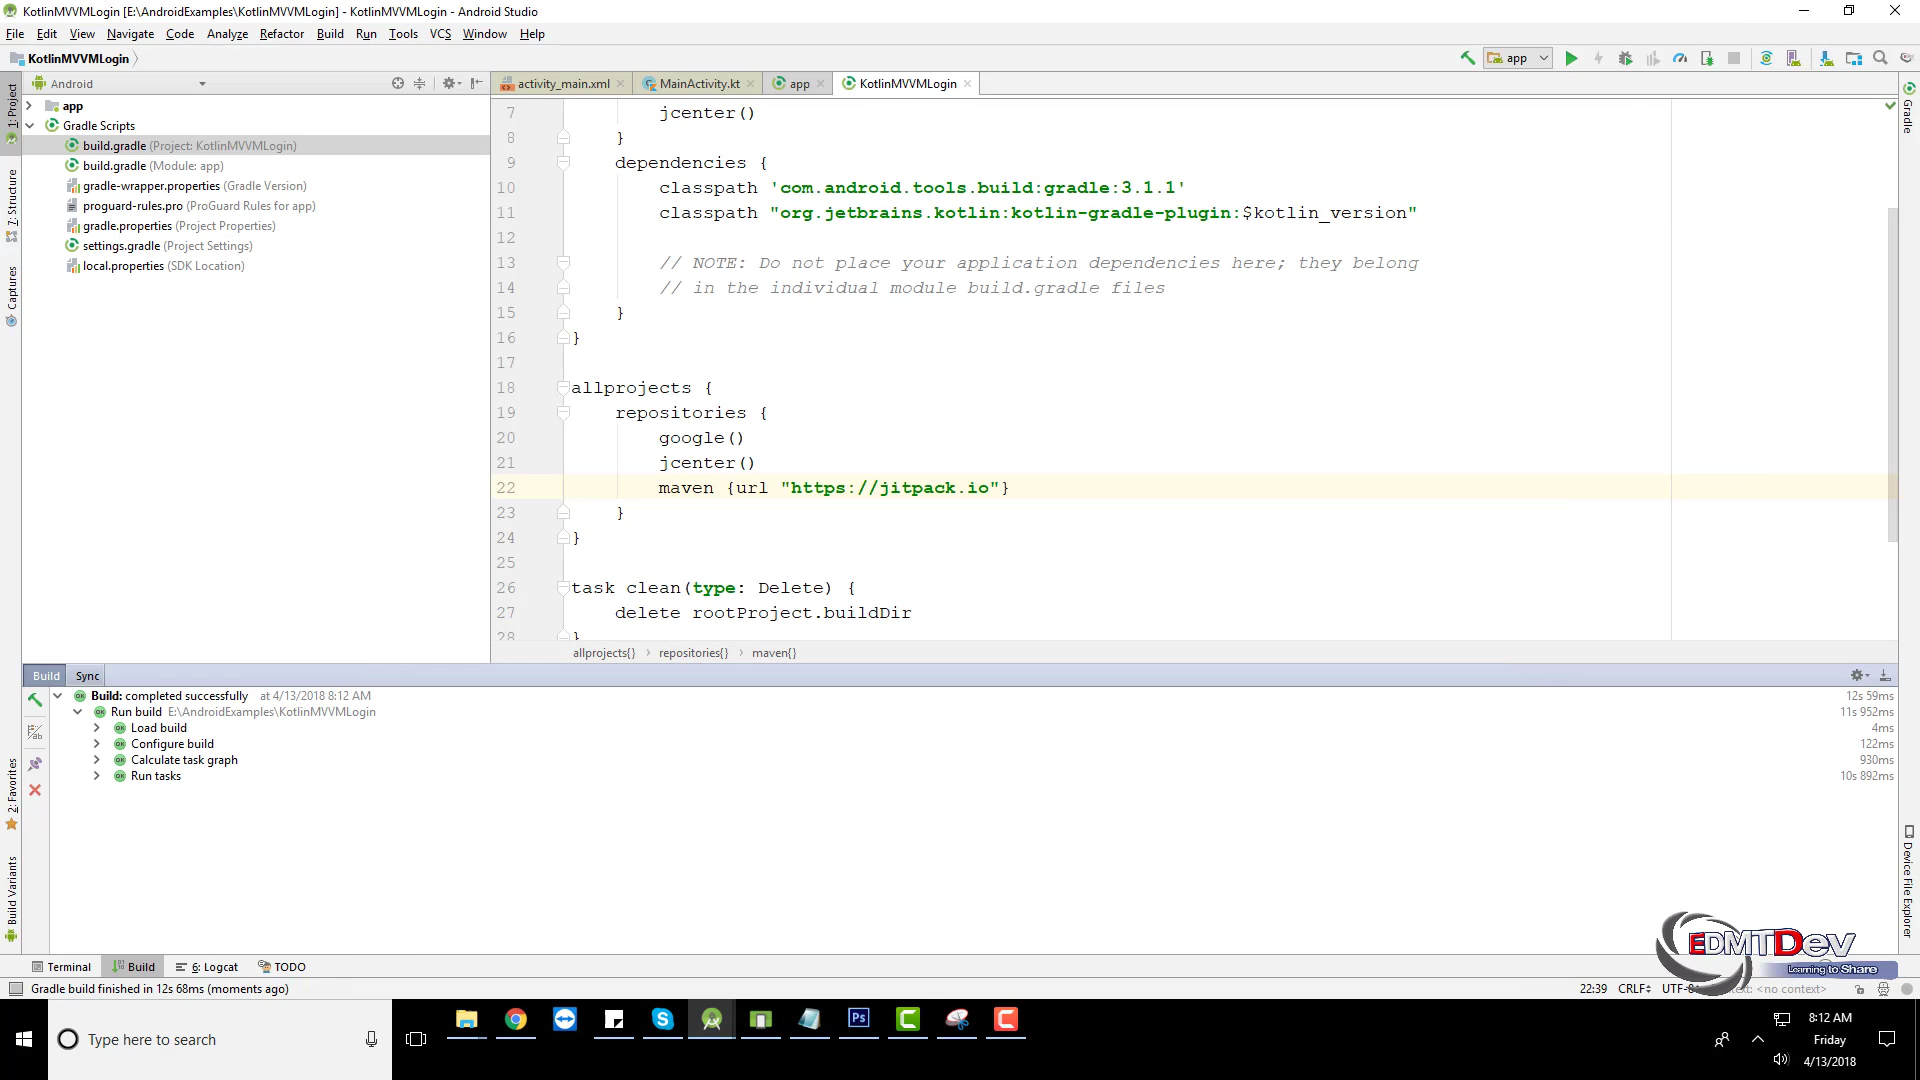 KotlinMVVMLogin [E:\AndroidExamples\KotlinMVVMLogin] - KotlinMVVMLogin - Android Studio
File Edit View Navigate Code Analyze Refactor Build Run Tools VCS Window Help
KotlinMVVMLogin
app
Android
activity_main.xml MainActivity.kt app KotlinMVVMLogin
1: Project
7: Structure
Captures
2: Favorites
Build Variants
Gradle
Device File Explorer
app
Gradle Scripts
build.gradle (Project: KotlinMVVMLogin)
build.gradle (Module: app)
gradle-wrapper.properties (Gradle Version)
proguard-rules.pro (ProGuard Rules for app)
gradle.properties (Project Properties)
settings.gradle (Project Settings)
local.properties (SDK Location)
7 jcenter()
8 }
9 dependencies {
10 classpath 'com.android.tools.build:gradle:3.1.1'
11 classpath "org.jetbrains.kotlin:kotlin-gradle-plugin:$kotlin_version"
12
13 // NOTE: Do not place your application dependencies here; they belong
14 // in the individual module build.gradle files
15 }
16 }
17
18 allprojects {
19 repositories {
20 google()
21 jcenter()
22 maven {url "https://jitpack.io"}
23 }
24 }
25
26 task clean(type: Delete) {
27 delete rootProject.buildDir
28 }
allprojects{} › repositories{} › maven{}
Build Sync
Build: completed successfully at 4/13/2018 8:12 AM 12s 59ms
Run build E:\AndroidExamples\KotlinMVVMLogin 11s 952ms
Load build 4ms
Configure build 122ms
Calculate task graph 930ms
Run tasks 10s 892ms
EDMTDev
Learning to Share
Terminal Build 6: Logcat TODO
Gradle build finished in 12s 68ms (moments ago) 22:39 CRLF UTF-8 <no context>
Type here to search
Ps
8:12 AM
Friday
4/13/2018